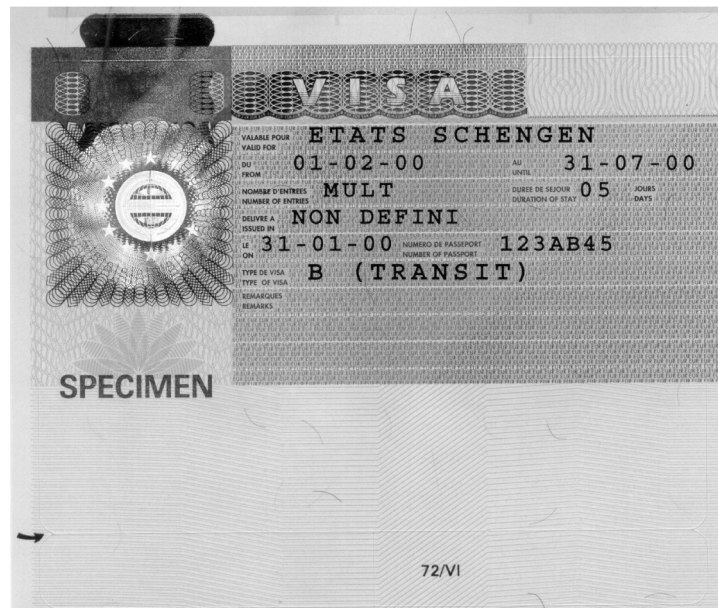 VISA
VALABLE POUR ETATS SCHENGEN
VALID FOR
DU 01-02-00 AU 31-07-00
FROM UNTIL
NOMBRE D'ENTREES MULT DUREE DE SEJOUR 05 JOURS
NUMBER OF ENTRIES DURATION OF STAY DAYS
DELIVRE A NON DEFINI
ISSUED IN
LE 31-01-00 NUMERO DE PASSEPORT 123AB45
ON NUMBER OF PASSPORT
TYPE DE VISA B (TRANSIT)
TYPE OF VISA
REMARQUES
REMARKS
SPECIMEN
72/VI